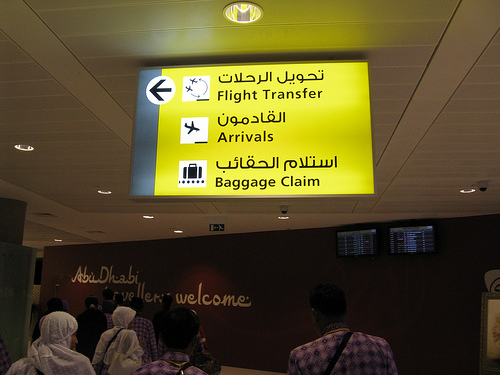 تحويل الرحلات
Flight Transfer
القادمون
Arrivals
استلام الحقائب
Baggage Claim
Abu Dhabi
welcome